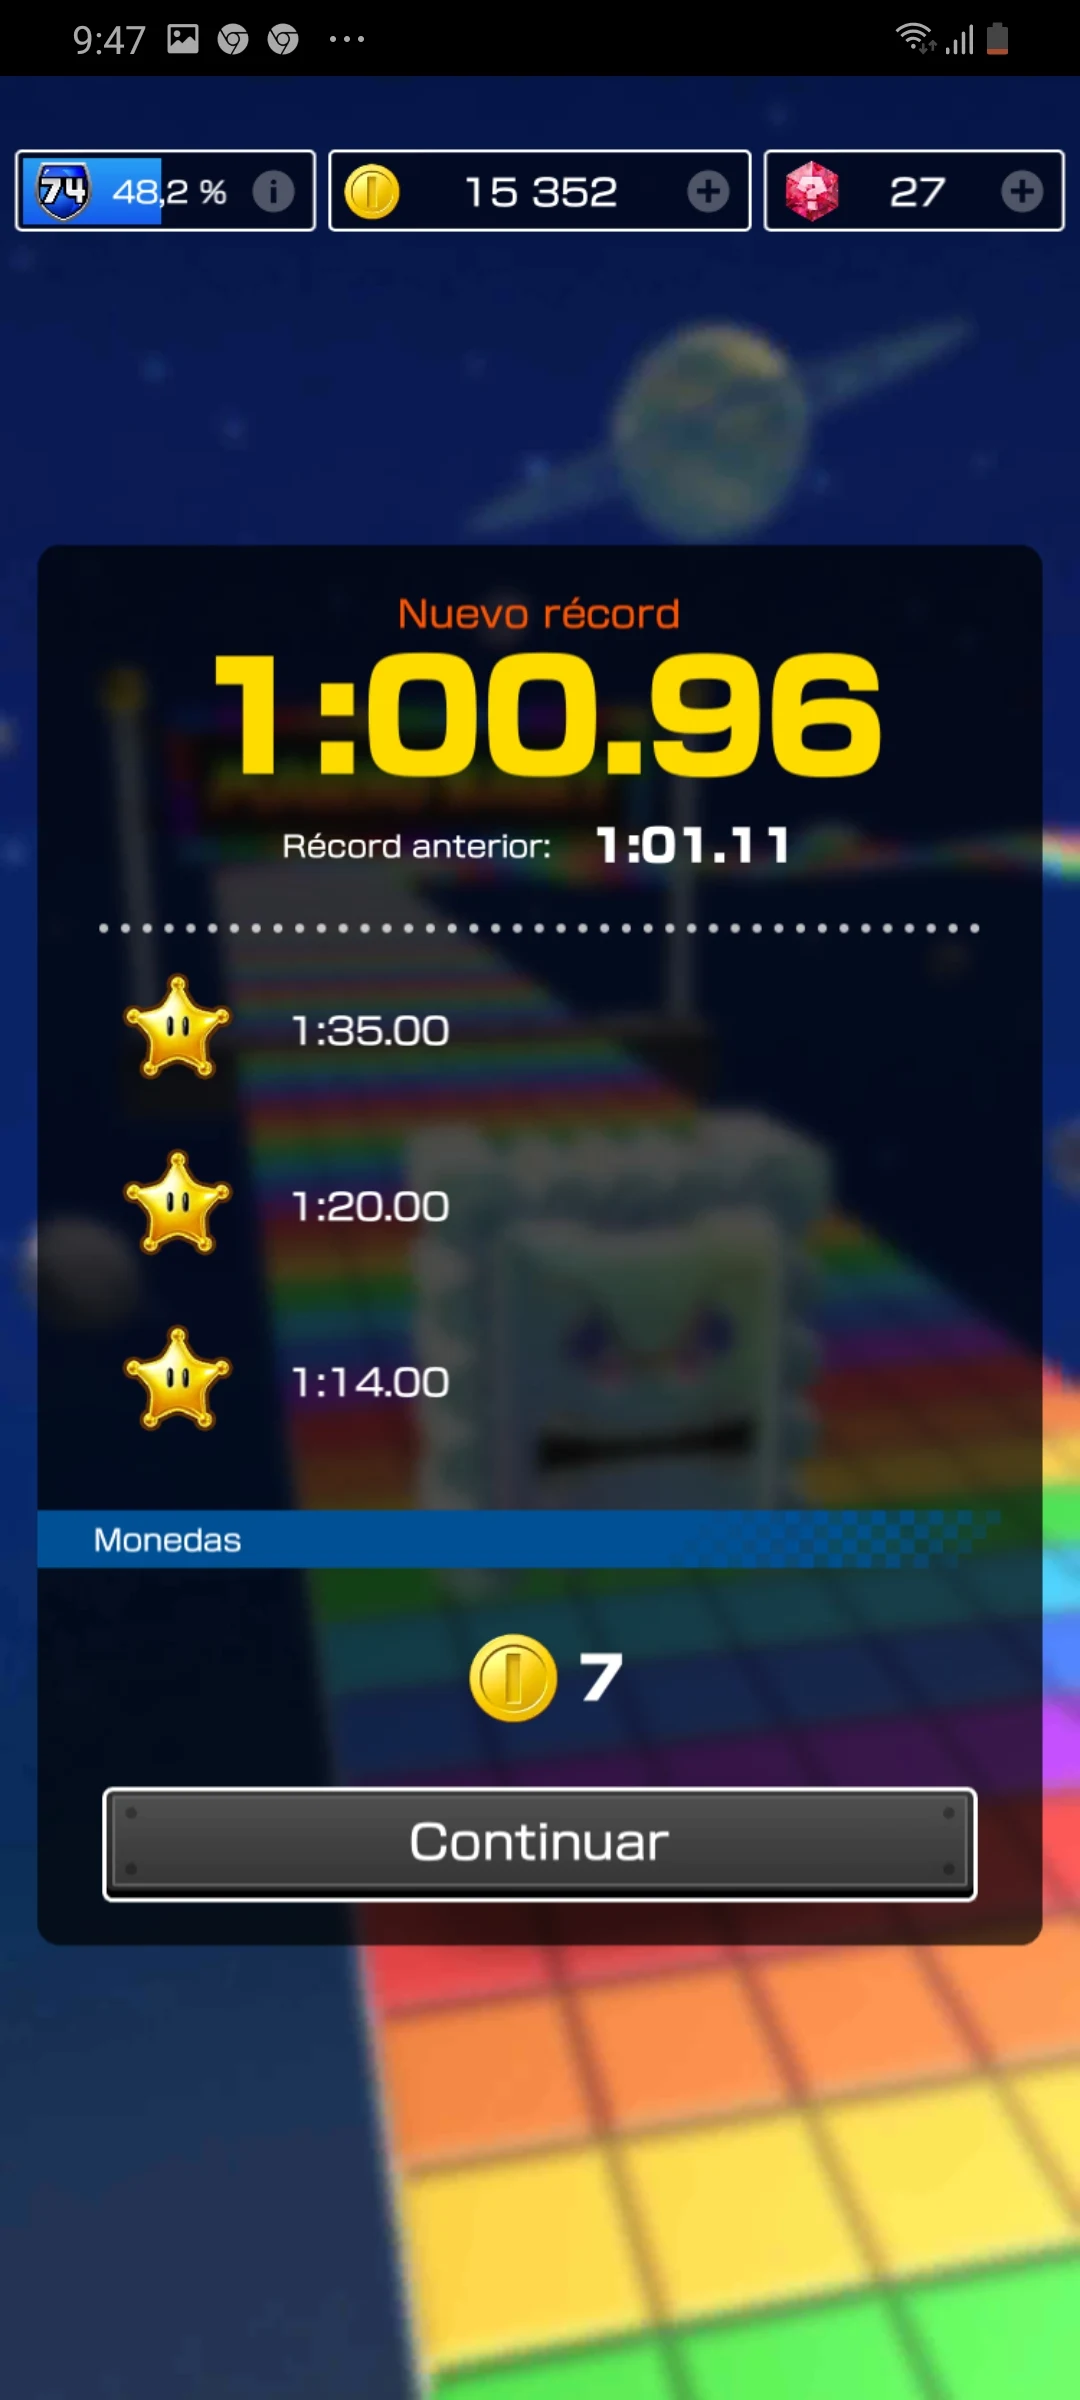 9:47
74 48,2 % i
15 352 +
27 +
Nuevo récord
1:00.96
Récord anterior: 1:01.11
1:35.00
1:20.00
1:14.00
Monedas
7
Continuar